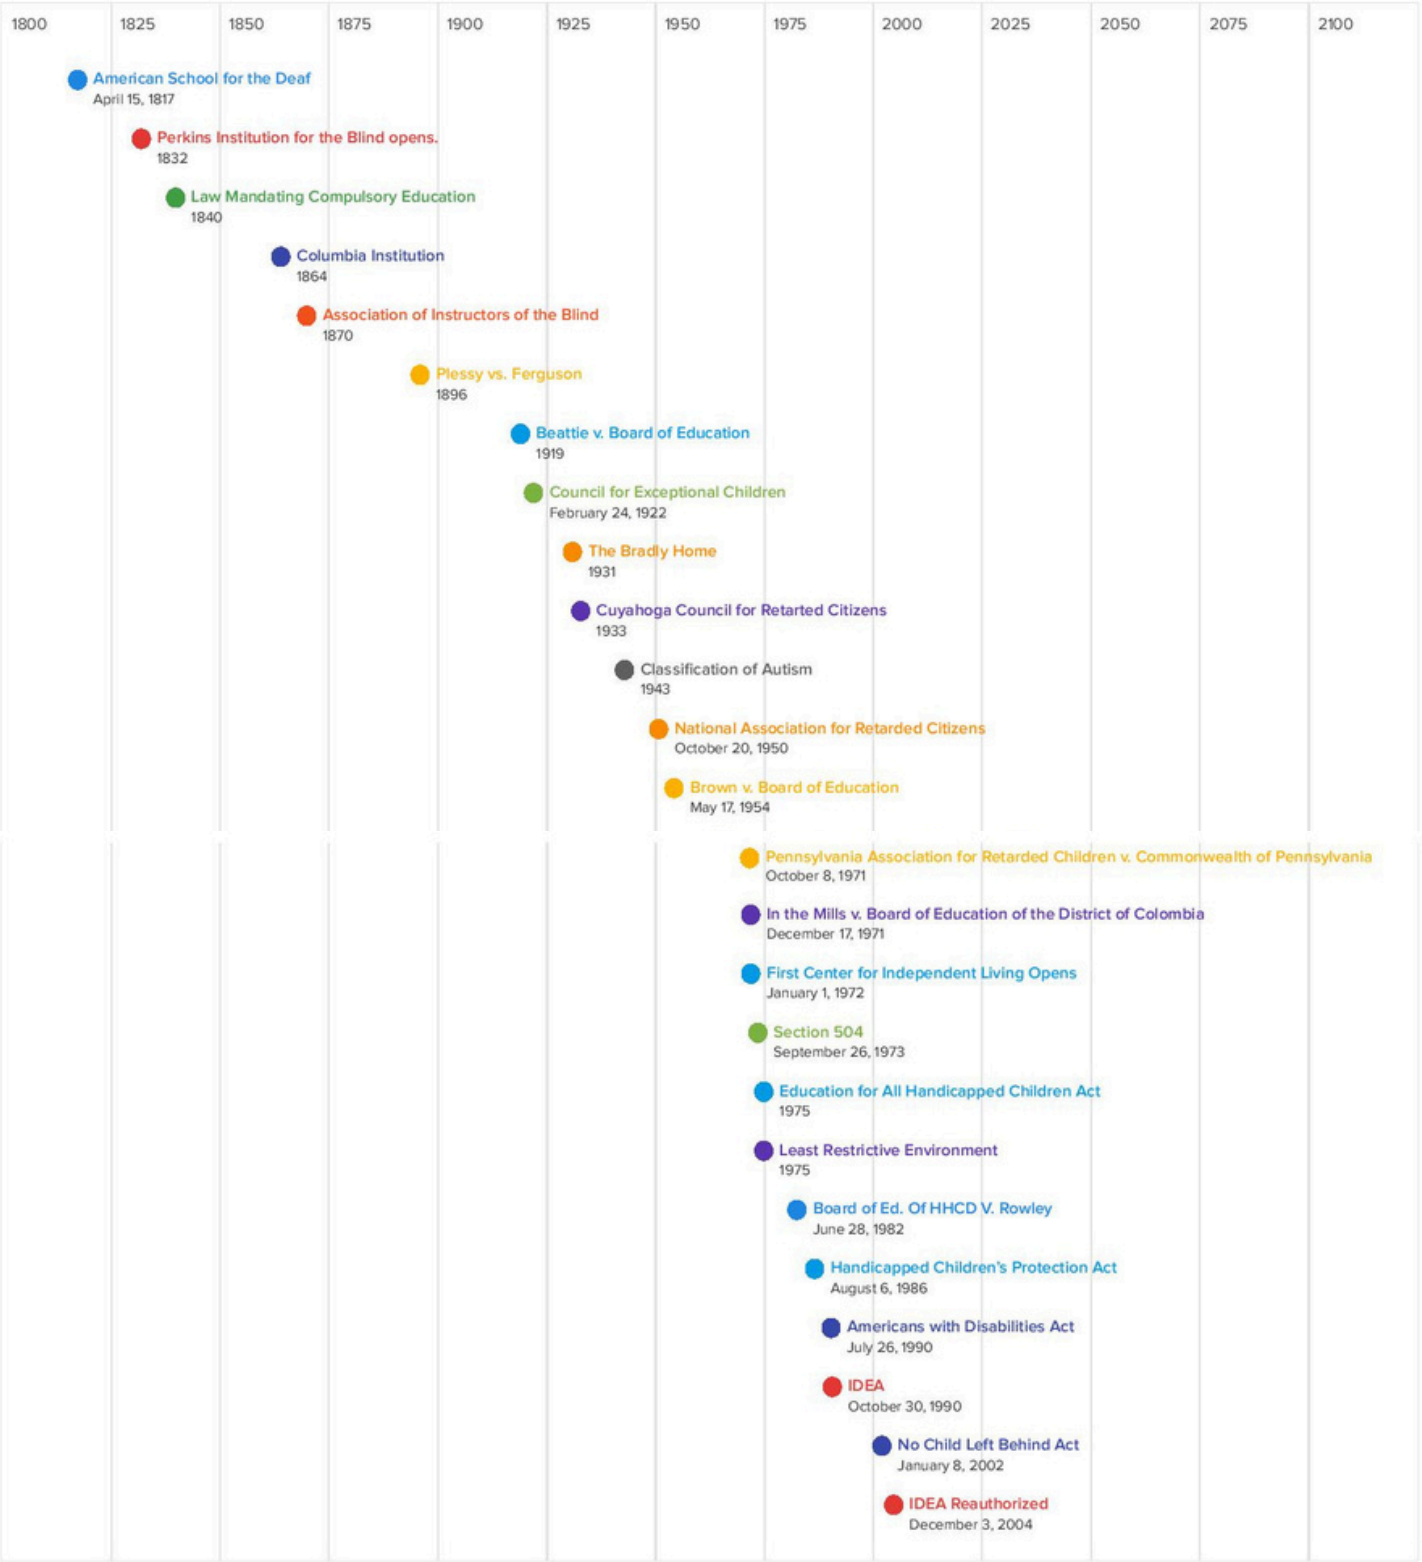 1800 1825 1850 1875 1900 1925 1950 1975 2000 2025 2050 2075 2100
American School for the Deaf
April 15, 1817
Perkins Institution for the Blind opens.
1832
Law Mandating Compulsory Education
1840
Columbia Institution
1864
Association of Instructors of the Blind
1870
Plessy vs. Ferguson
1896
Beattie v. Board of Education
1919
Council for Exceptional Children
February 24, 1922
The Bradly Home
1931
Cuyahoga Council for Retarted Citizens
1933
Classification of Autism
1943
National Association for Retarded Citizens
October 20, 1950
Brown v. Board of Education
May 17, 1954
Pennsylvania Association for Retarded Children v. Commonwealth of Pennsylvania
October 8, 1971
In the Mills v. Board of Education of the District of Colombia
December 17, 1971
First Center for Independent Living Opens
January 1, 1972
Section 504
September 26, 1973
Education for All Handicapped Children Act
1975
Least Restrictive Environment
1975
Board of Ed. Of HHCD V. Rowley
June 28, 1982
Handicapped Children's Protection Act
August 6, 1986
Americans with Disabilities Act
July 26, 1990
IDEA
October 30, 1990
No Child Left Behind Act
January 8, 2002
IDEA Reauthorized
December 3, 2004